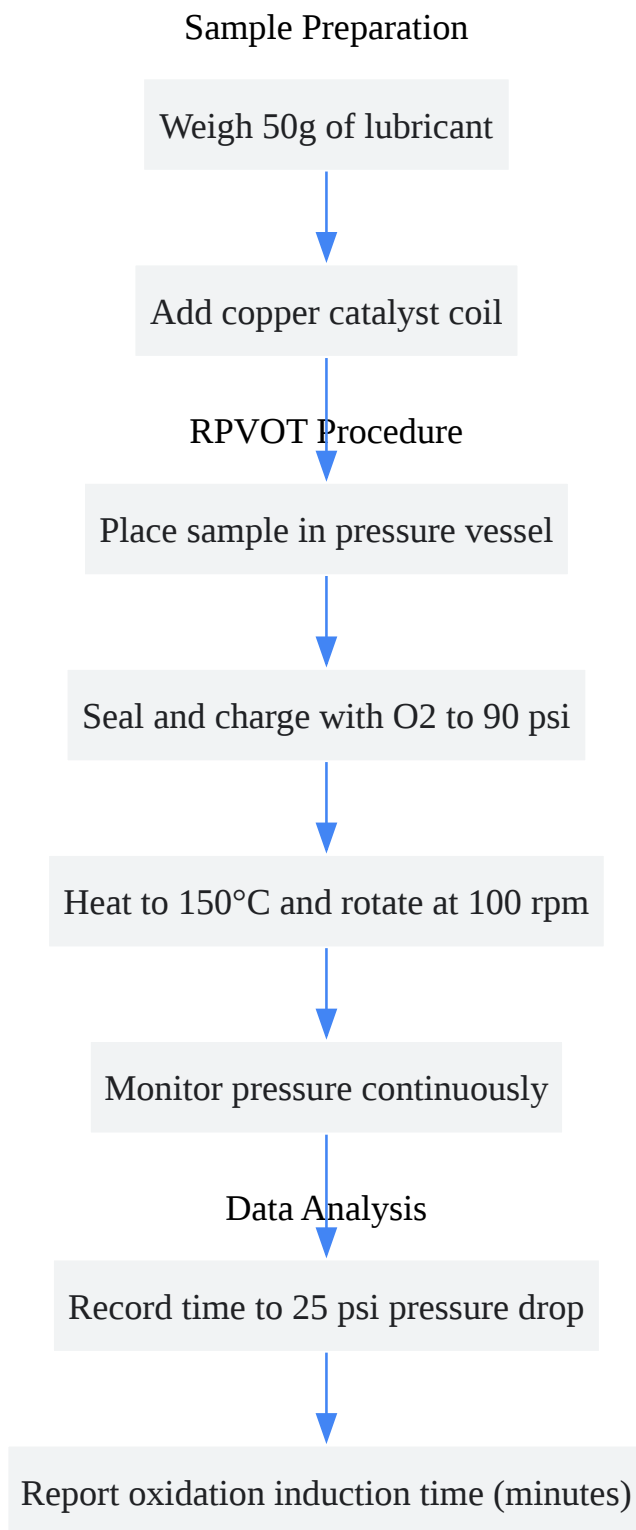 Sample Preparation
Weigh 50g of lubricant
Add copper catalyst coil
RPVOT Procedure
Place sample in pressure vessel
Seal and charge with O2 to 90 psi
Heat to 150°C and rotate at 100 rpm
Monitor pressure continuously
Data Analysis
Record time to 25 psi pressure drop
Report oxidation induction time (minutes)